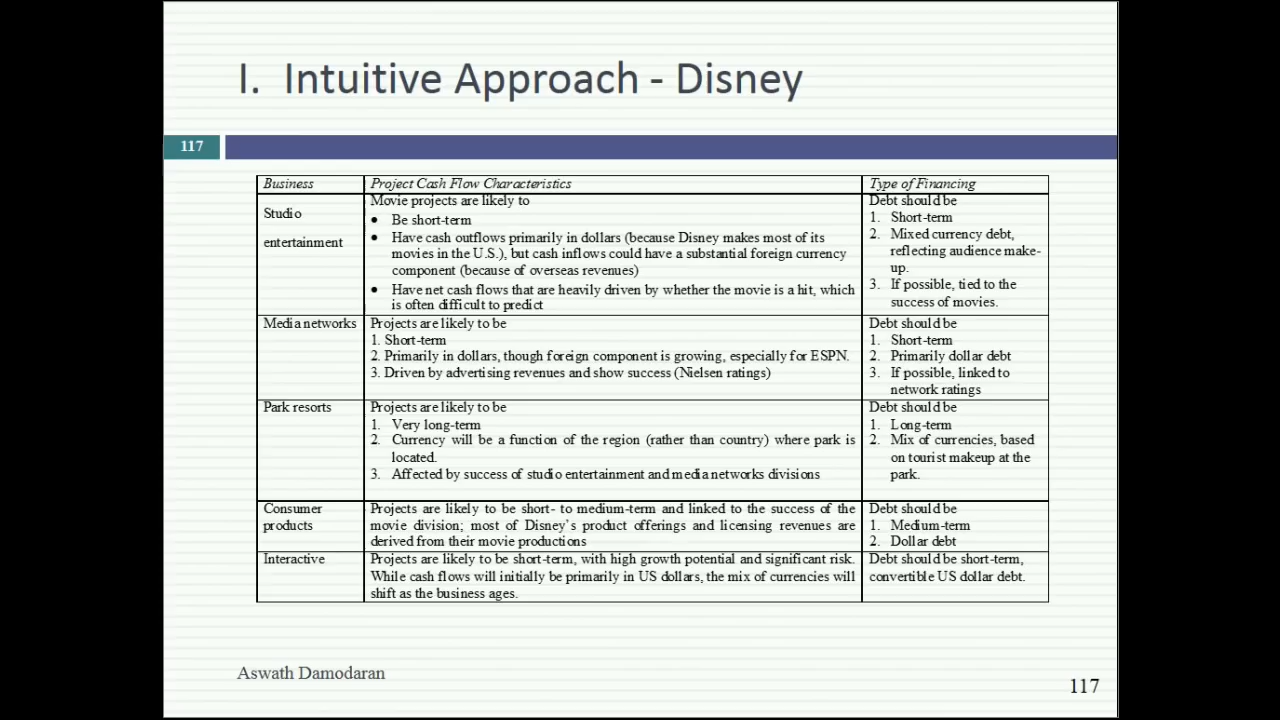 I. Intuitive Approach - Disney
117
Business Project Cash Flow Characteristics Type of Financing
Studio
entertainment
Movie projects are likely to
• Be short-term
• Have cash outflows primarily in dollars (because Disney makes most of its
movies in the U.S.), but cash inflows could have a substantial foreign currency
component (because of overseas revenues)
• Have net cash flows that are heavily driven by whether the movie is a hit, which
is often difficult to predict
Debt should be
1. Short-term
2. Mixed currency debt,
reflecting audience make-
up.
3. If possible, tied to the
success of movies.
Media networks
Projects are likely to be
1. Short-term
2. Primarily in dollars, though foreign component is growing, especially for ESPN.
3. Driven by advertising revenues and show success (Nielsen ratings)
Debt should be
1. Short-term
2. Primarily dollar debt
3. If possible, linked to
network ratings
Park resorts
Projects are likely to be
1. Very long-term
2. Currency will be a function of the region (rather than country) where park is
located.
3. Affected by success of studio entertainment and media networks divisions
Debt should be
1. Long-term
2. Mix of currencies, based
on tourist makeup at the
park.
Consumer
products
Projects are likely to be short- to medium-term and linked to the success of the
movie division; most of Disney's product offerings and licensing revenues are
derived from their movie productions
Debt should be
1. Medium-term
2. Dollar debt
Interactive
Projects are likely to be short-term, with high growth potential and significant risk.
While cash flows will initially be primarily in US dollars, the mix of currencies will
shift as the business ages.
Debt should be short-term,
convertible US dollar debt.
Aswath Damodaran
117